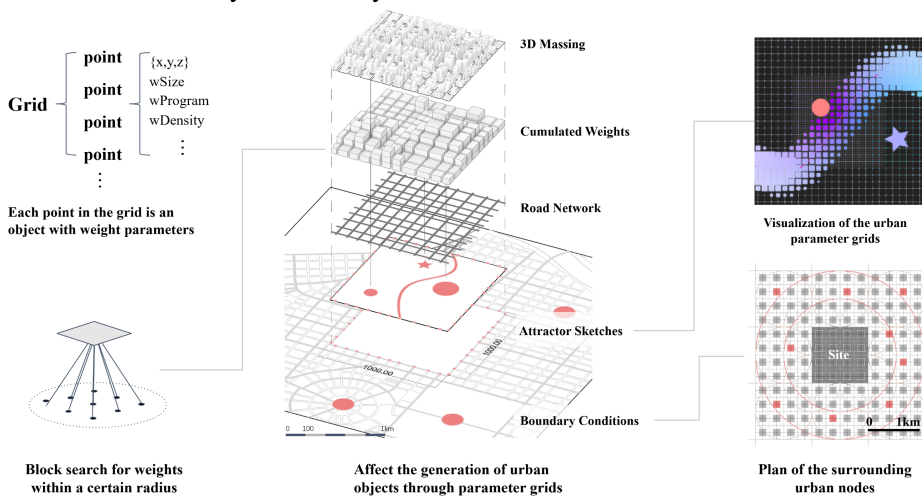 Grid
point
point
point
point
⋮
{x,y,z}
wSize
wProgram
wDensity
⋮
Each point in the grid is an
object with weight parameters
Block search for weights
within a certain radius
3D Massing
Cumulated Weights
Road Network
Attractor Sketches
Boundary Conditions
1000.00
1000.00
0 100 1km
Affect the generation of urban
objects through parameter grids
Visualization of the urban
parameter grids
Site
0 1km
Plan of the surrounding
urban nodes